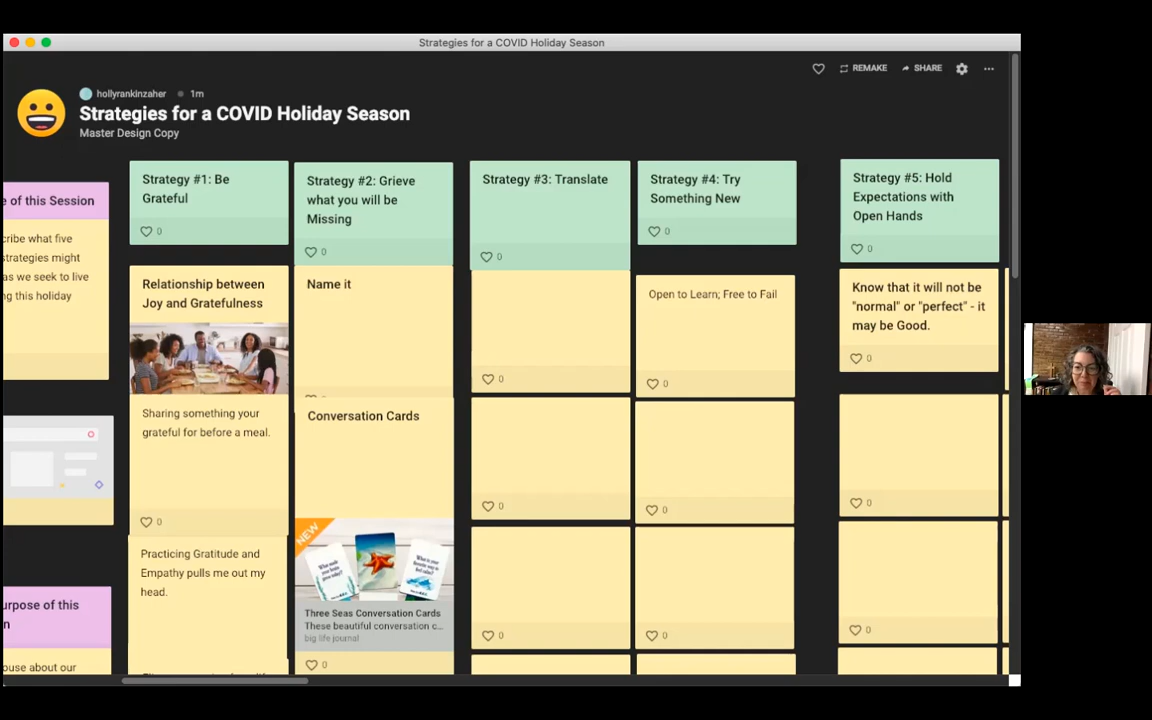 Strategies for a COVID Holiday Season
REMAKE
SHARE
hollyrankinzaher
1m
Strategies for a COVID Holiday Season
Master Design Copy
e of this Session
cribe what five
strategies might
as we seek to live
ng this holiday
urpose of this
n
ouse about our
Strategy #1: Be
Grateful
0
Relationship between
Joy and Gratefulness
Sharing something your
grateful for before a meal.
0
Practicing Gratitude and
Empathy pulls me out my
head.
Strategy #2: Grieve
what you will be
Missing
0
Name it
Conversation Cards
NEW
Three Seas Conversation Cards
These beautiful conversation c...
big life journal
0
Strategy #3: Translate
0
0
0
0
Strategy #4: Try
Something New
0
Open to Learn; Free to Fail
0
0
0
Strategy #5: Hold
Expectations with
Open Hands
0
Know that it will not be
"normal" or "perfect" - it
may be Good.
0
0
0